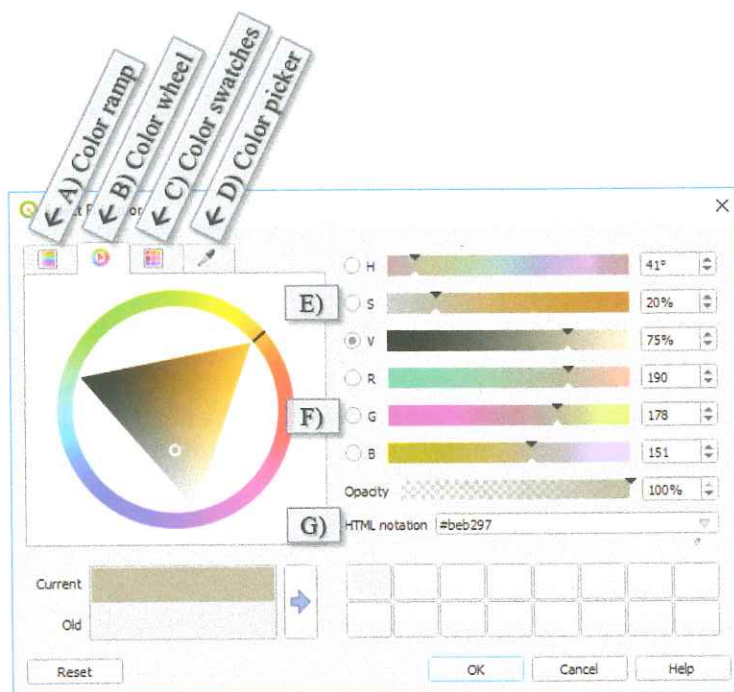 ← A) Color ramp
← B) Color wheel
← C) Color swatches
← D) Color picker
H 41°
E) S 20%
V 75%
R 190
F) G 178
B 151
Opacity 100%
G) HTML notation #beb297
Current
Old
Reset OK Cancel Help